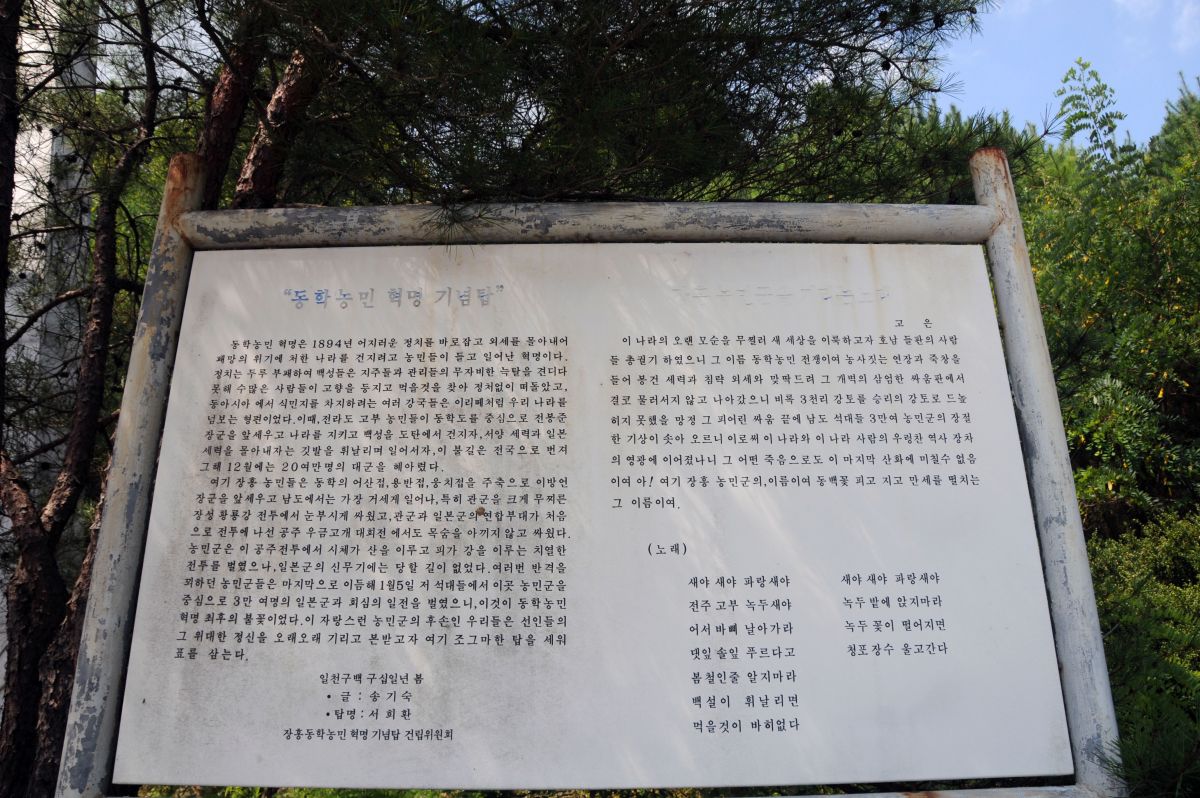 “동학농민 혁명 기념탑”
동학농민 혁명은 1894년 어지러운 정치를 바로잡고 외세를 몰아내어
패망의 위기에 처한 나라를 건지려고 농민들이 들고 일어난 혁명이다.
정치는 두루 부패하여 백성들은 지주들과 관리들의 무자비한 늑탈을 견디다
못해 수많은 사람들이 고향을 등지고 먹을것을 찾아 정처없이 떠돌았고,
동아시아 에서 식민지를 차지하려는 여러 강국들은 이리떼처럼 우리 나라를
넘보는 형편이었다.이때,전라도 고부 농민들이 동학도를 중심으로 전봉준
장군을 앞세우고 나라를 지키고 백성을 도탄에서 건지자,서양 세력과 일본
세력을 몰아내자는 깃발을 휘날리며 일어서자,이 불길은 전국으로 번져
그해 12월에는 20여만명의 대군을 헤아렸다.
여기 장흥 농민들은 동학의 어산접,용반접,웅치접을 주축으로 이방언
장군을 앞세우고 남도에서는 가장 거세게 일어나,특히 관군을 크게 무찌른
장성 황룡강 전투에서 눈부시게 싸웠고,관군과 일본군의 연합부대가 처음
으로 전투에 나선 공주 우금고개 대회전 에서도 목숨을 아끼지 않고 싸웠다.
농민군은 이 공주전투에서 시체가 산을 이루고 피가 강을 이루는 치열한
전투를 벌였으나,일본군의 신무기에는 당할 길이 없었다.여러번 반격을
꾀하던 농민군들은 마지막으로 이듬해 1월5일 저 석대들에서 이곳 농민군을
중심으로 3만 여명의 일본군과 회심의 일전을 벌였으니,이것이 동학농민
혁명 최후의 불꽃이었다.이 자랑스런 농민군의 후손인 우리들은 선인들의
그 위대한 정신을 오래오래 기리고 본받고자 여기 조그마한 탑을 세워
표를 삼는다.
일천구백 구십일년 봄
• 글 : 송기숙
• 탑명 : 서희환
장흥동학농민 혁명 기념탑 건립위원회
고 은
이 나라의 오랜 모순을 무찔러 새 세상을 이룩하고자 호남 들판의 사람
들 총궐기 하였으니 그 이름 동학농민 전쟁이여 농사짓는 연장과 죽창을
들어 봉건 세력과 침략 외세와 맞딱드려 그 개벽의 삼엄한 싸움판에서
결코 물러서지 않고 나아갔으니 비록 3천리 강토를 승리의 강토로 드높
히지 못했을 망정 그 피어린 싸움 끝에 남도 석대들 3만여 농민군의 장절
한 기상이 솟아 오르니 이로써 이 나라와 이 나라 사람의 우렁찬 역사 장차
의 영광에 이어졌나니 그 어떤 죽음으로도 이 마지막 산화에 미칠수 없음
이여 아! 여기 장흥 농민군의,이름이여 동백꽃 피고 지고 만세를 떨치는
그 이름이여.
(노래)
새야 새야 파랑새야
전주 고부 녹두새야
어서 바삐 날아가라
댓잎 솔잎 푸르다고
봄철인줄 알지마라
백설이 휘날리면
먹을것이 바히없다
새야 새야 파랑새야
녹두 밭에 앉지마라
녹두 꽃이 떨어지면
청포장수 울고간다